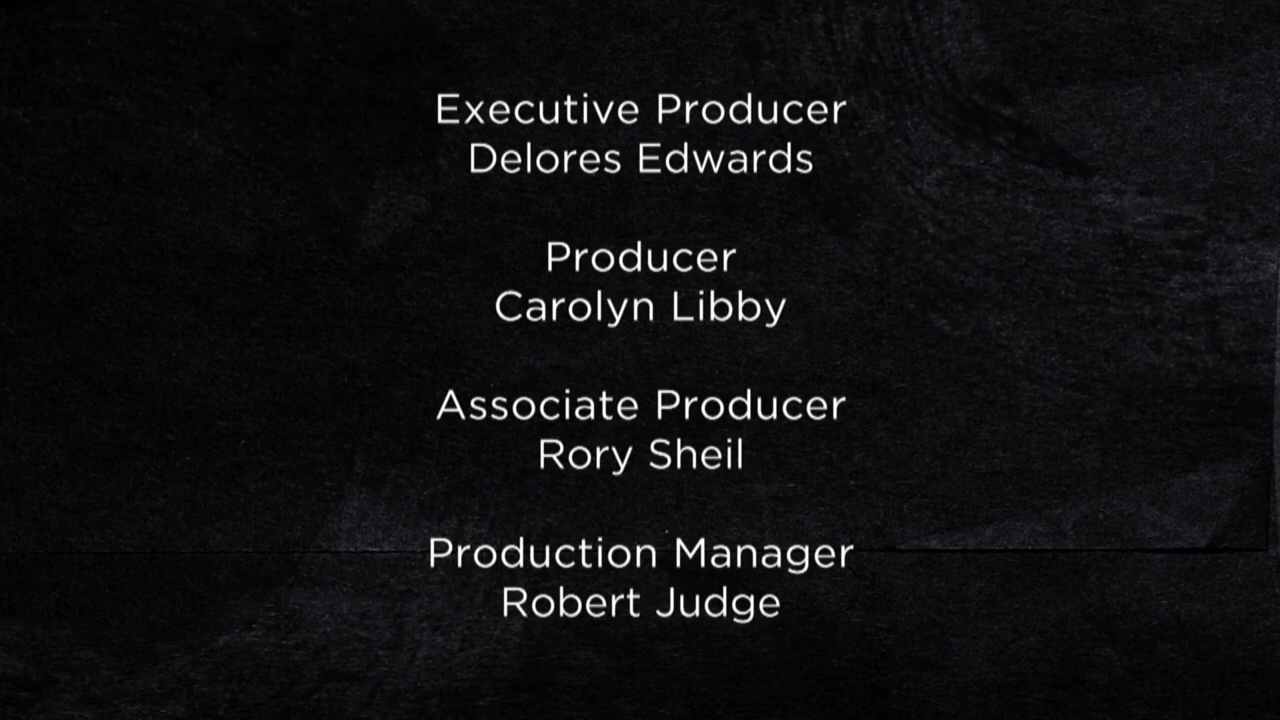 Executive Producer
Delores Edwards
Producer
Carolyn Libby
Associate Producer
Rory Sheil
Production Manager
Robert Judge